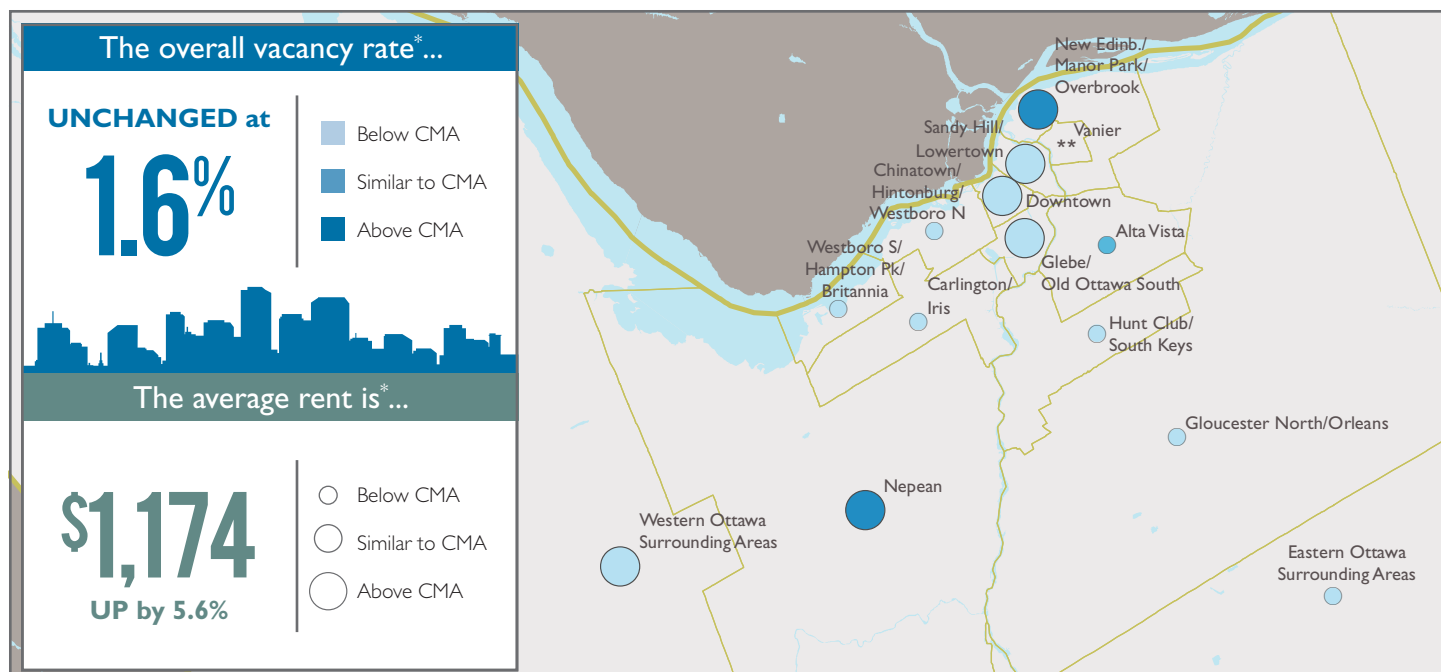 The overall vacancy rate*...
UNCHANGED at
1.6%
Below CMA
Similar to CMA
Above CMA
The average rent is*...
$1,174
UP by 5.6%
Below CMA
Similar to CMA
Above CMA
New Edinb./
Manor Park/
Overbrook
Sandy Hill/
Lowertown
Vanier
**
Chinatown/
Hintonburg/
Westboro N
Downtown
Alta Vista
Westboro S/
Hampton Pk/
Britannia
Glebe/
Old Ottawa South
Carlington/
Iris
Hunt Club/
South Keys
Gloucester North/Orleans
Nepean
Western Ottawa
Surrounding Areas
Eastern Ottawa
Surrounding Areas